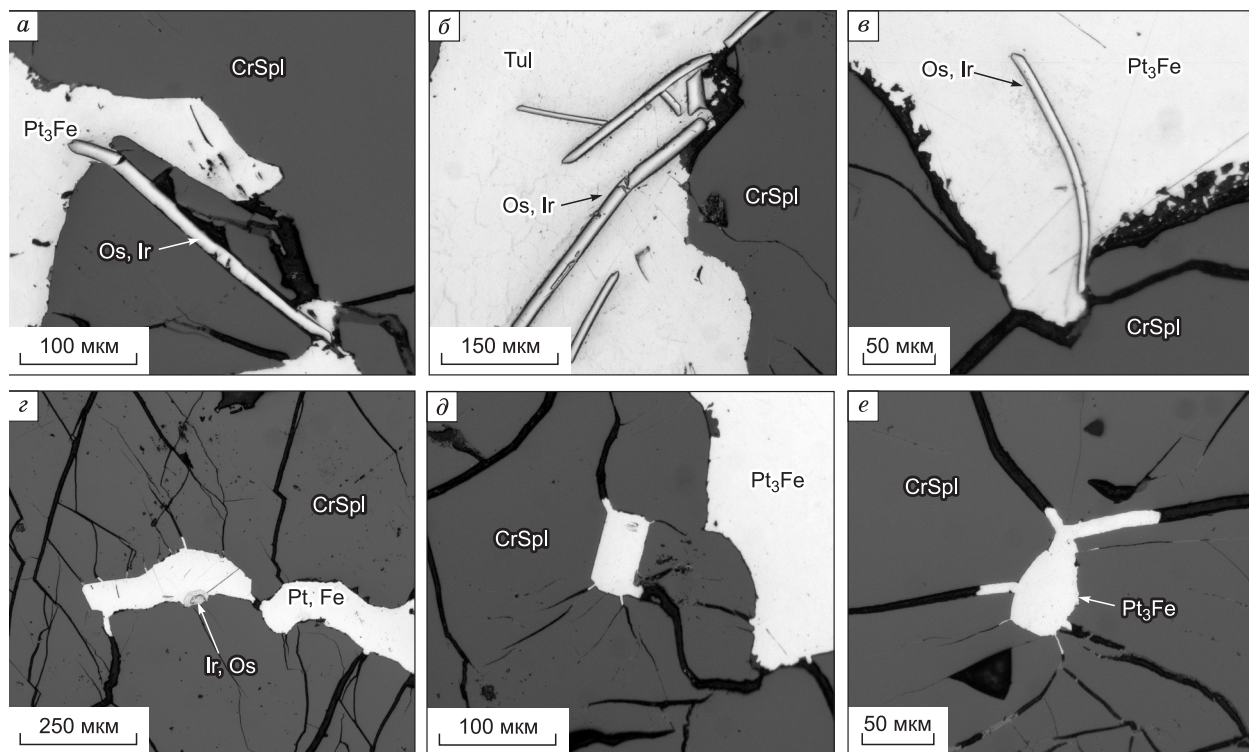 а
CrSpl
Pt₃Fe
Os, Ir
100 мкм
б
Tul
Os, Ir
CrSpl
150 мкм
в
Os, Ir
Pt₃Fe
CrSpl
50 мкм
г
CrSpl
Pt, Fe
Ir, Os
250 мкм
д
Pt₃Fe
CrSpl
100 мкм
е
CrSpl
Pt₃Fe
50 мкм